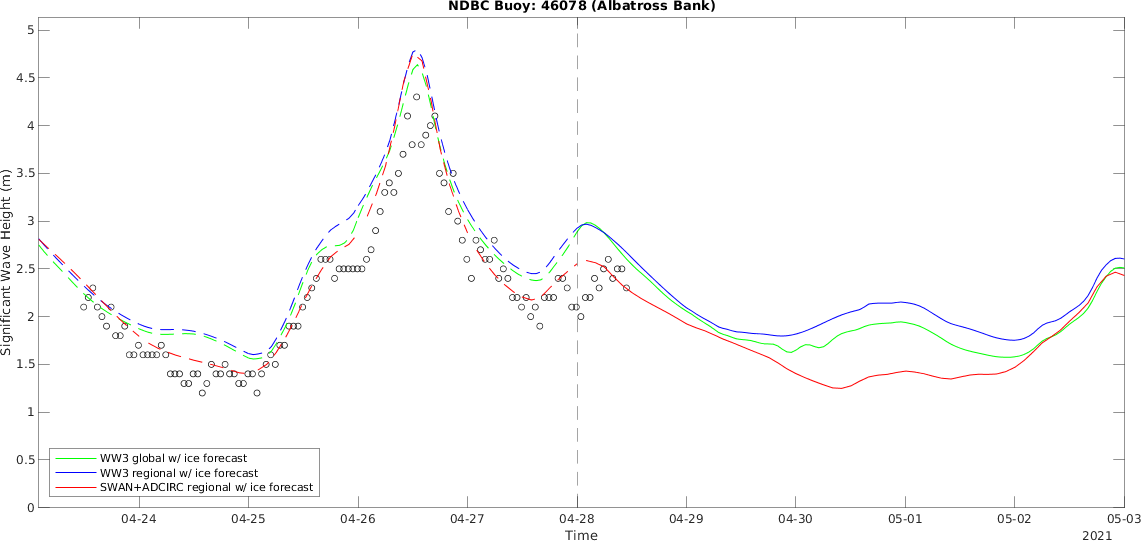 NDBC Buoy: 46078 (Albatross Bank)
Significant Wave Height (m)
5
4.5
4
3.5
3
2.5
2
1.5
1
0.5
0
WW3 global w/ ice forecast
WW3 regional w/ ice forecast
SWAN+ADCIRC regional w/ ice forecast
04-24 04-25 04-26 04-27 04-28 04-29 04-30 05-01 05-02 05-03
Time
2021